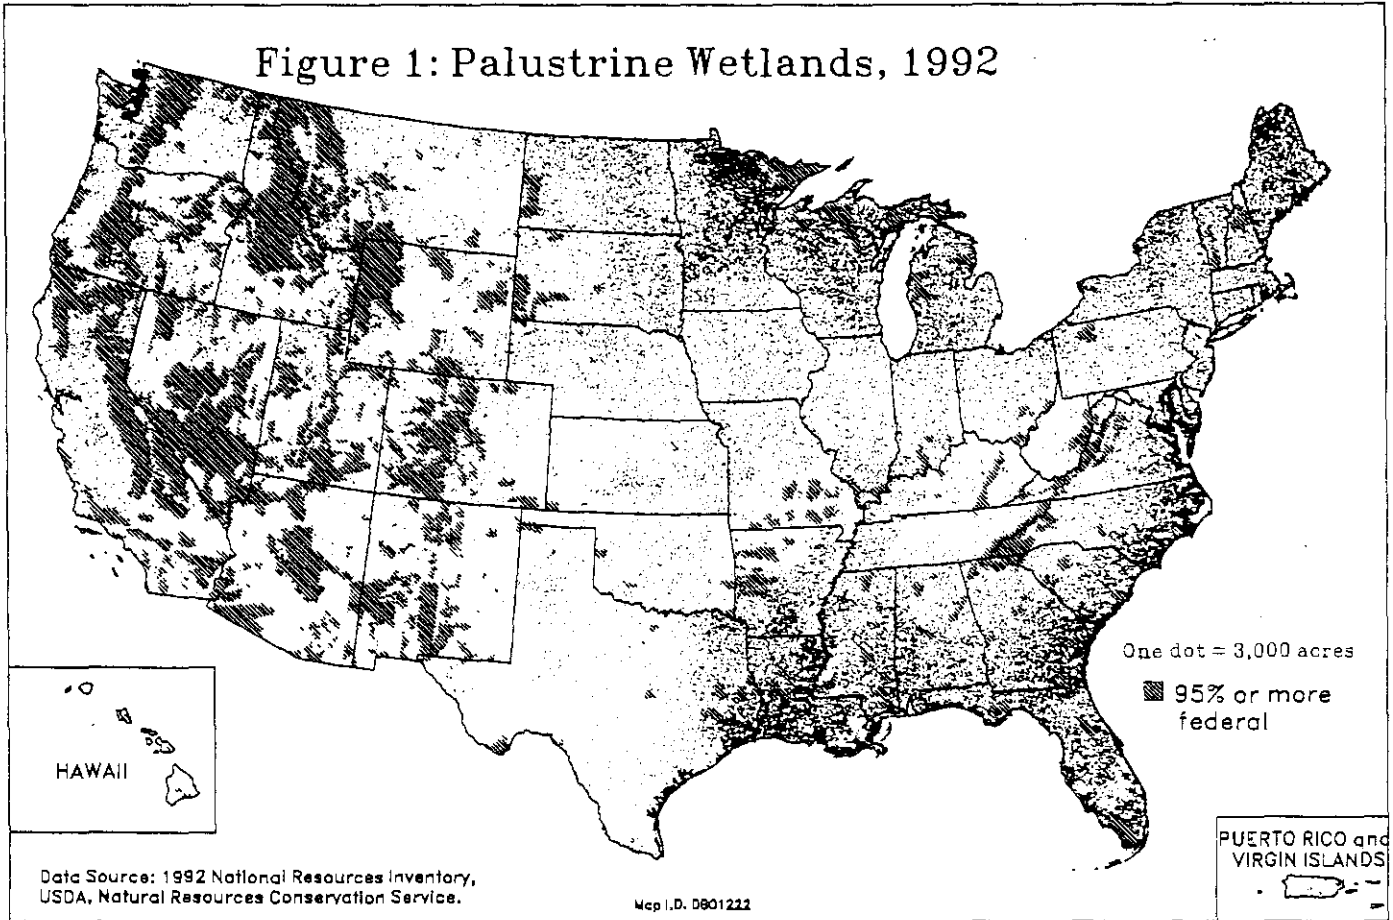 Figure 1: Palustrine Wetlands, 1992
One dot = 3,000 acres
95% or more
federal
HAWAII
PUERTO RICO and
VIRGIN ISLANDS
Data Source: 1992 National Resources Inventory,
USDA, Natural Resources Conservation Service.
Map I.D. DB01222